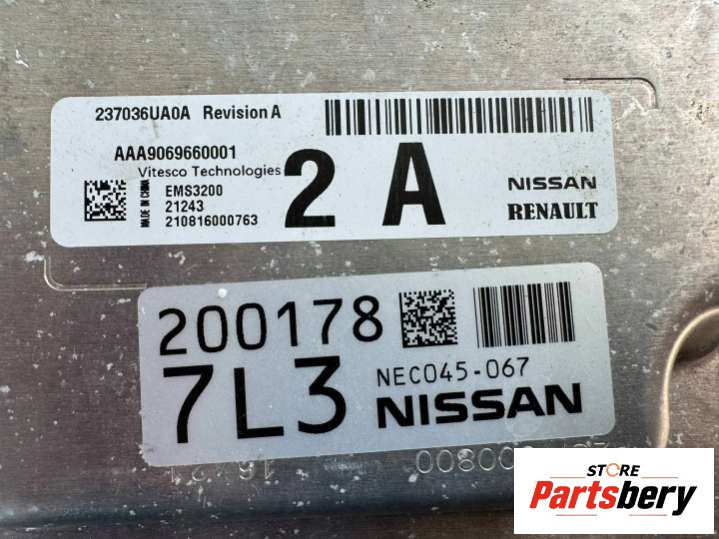 237036UA0A Revision A
AAA9069660001
Vitesco Technologies
MADE IN CHINA
EMS3200
21243
210816000763
2 A
NISSAN
RENAULT
200178
7L3
NEC045-067
NISSAN
STORE
Partsbery